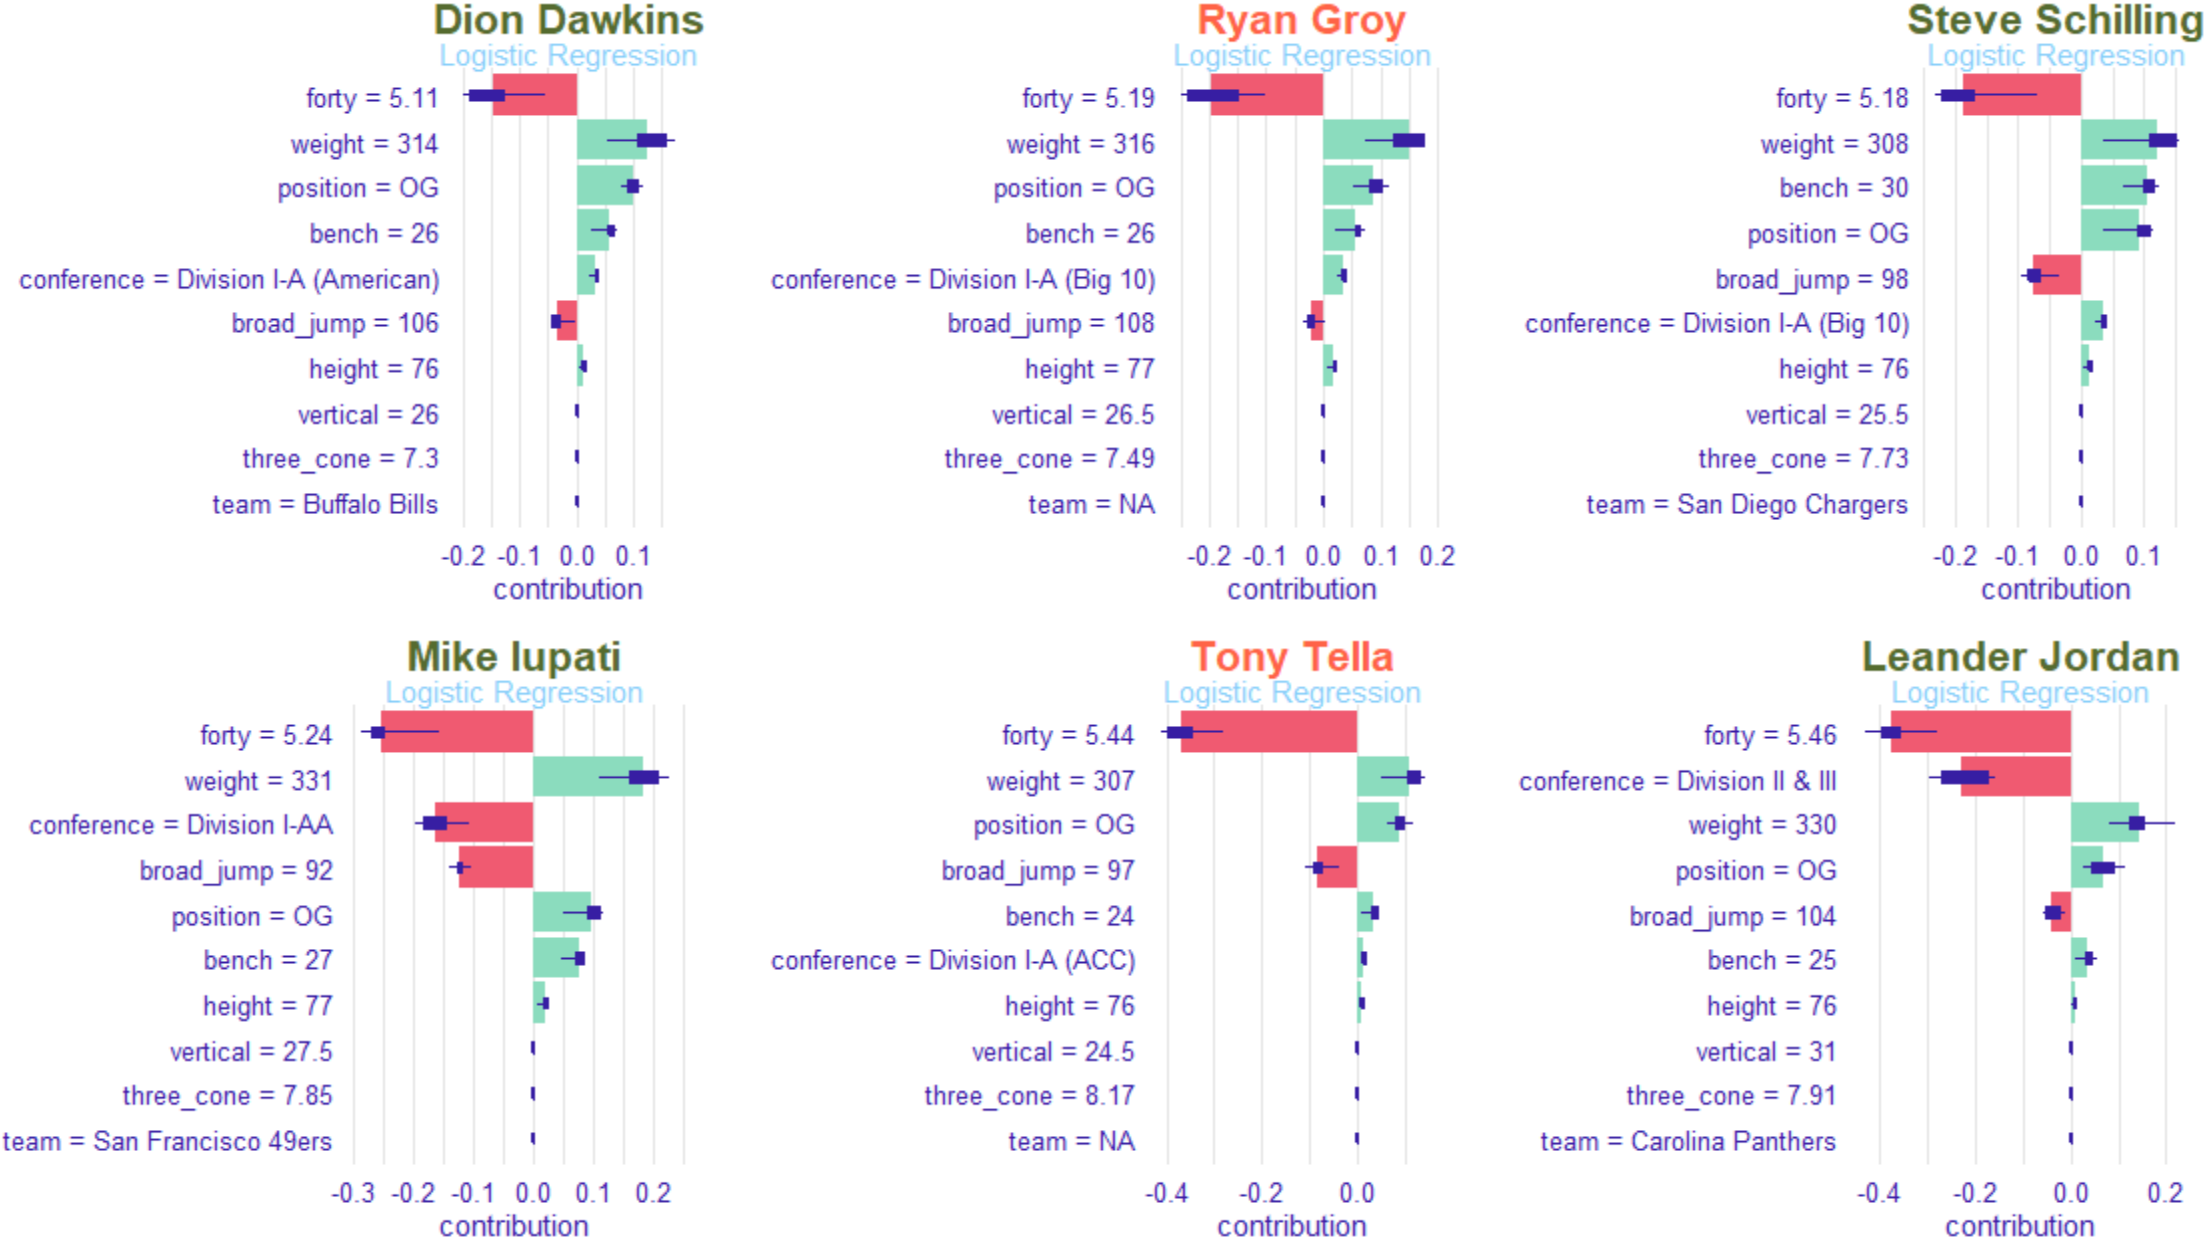 Dion Dawkins
Logistic Regression
forty = 5.11
weight = 314
position = OG
bench = 26
conference = Division I-A (American)
broad_jump = 106
height = 76
vertical = 26
three_cone = 7.3
team = Buffalo Bills
-0.2 -0.1 0.0 0.1
contribution
Ryan Groy
Logistic Regression
forty = 5.19
weight = 316
position = OG
bench = 26
conference = Division I-A (Big 10)
broad_jump = 108
height = 77
vertical = 26.5
three_cone = 7.49
team = NA
-0.2 -0.1 0.0 0.1 0.2
contribution
Steve Schilling
Logistic Regression
forty = 5.18
weight = 308
bench = 30
position = OG
broad_jump = 98
conference = Division I-A (Big 10)
height = 76
vertical = 25.5
three_cone = 7.73
team = San Diego Chargers
-0.2 -0.1 0.0 0.1
contribution
Mike Iupati
Logistic Regression
forty = 5.24
weight = 331
conference = Division I-AA
broad_jump = 92
position = OG
bench = 27
height = 77
vertical = 27.5
three_cone = 7.85
team = San Francisco 49ers
-0.3 -0.2 -0.1 0.0 0.1 0.2
contribution
Tony Tella
Logistic Regression
forty = 5.44
weight = 307
position = OG
broad_jump = 97
bench = 24
conference = Division I-A (ACC)
height = 76
vertical = 24.5
three_cone = 8.17
team = NA
-0.4 -0.2 0.0
contribution
Leander Jordan
Logistic Regression
forty = 5.46
conference = Division II & III
weight = 330
position = OG
broad_jump = 104
bench = 25
height = 76
vertical = 31
three_cone = 7.91
team = Carolina Panthers
-0.4 -0.2 0.0 0.2
contribution